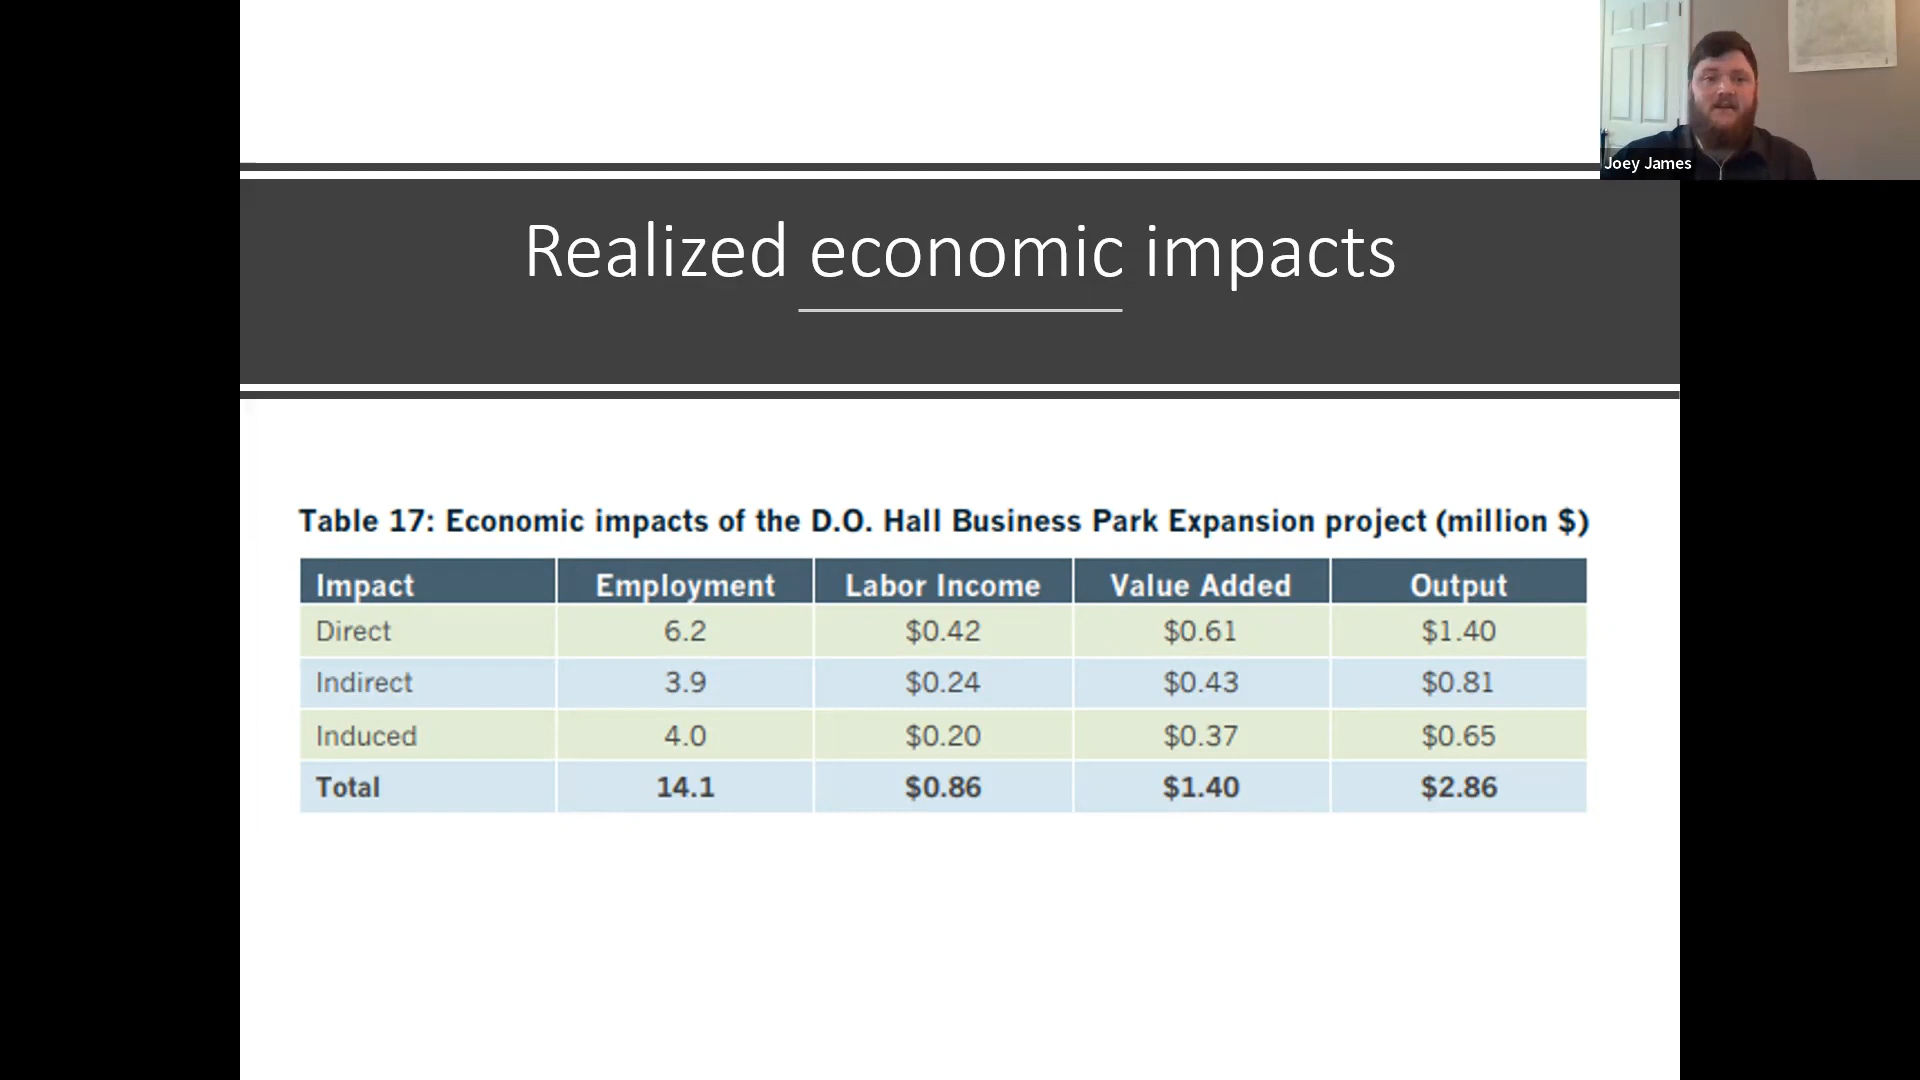 Joey James
Realized economic impacts
Table 17: Economic impacts of the D.O. Hall Business Park Expansion project (million $)
Impact Employment Labor Income Value Added Output
Direct 6.2 $0.42 $0.61 $1.40
Indirect 3.9 $0.24 $0.43 $0.81
Induced 4.0 $0.20 $0.37 $0.65
Total 14.1 $0.86 $1.40 $2.86